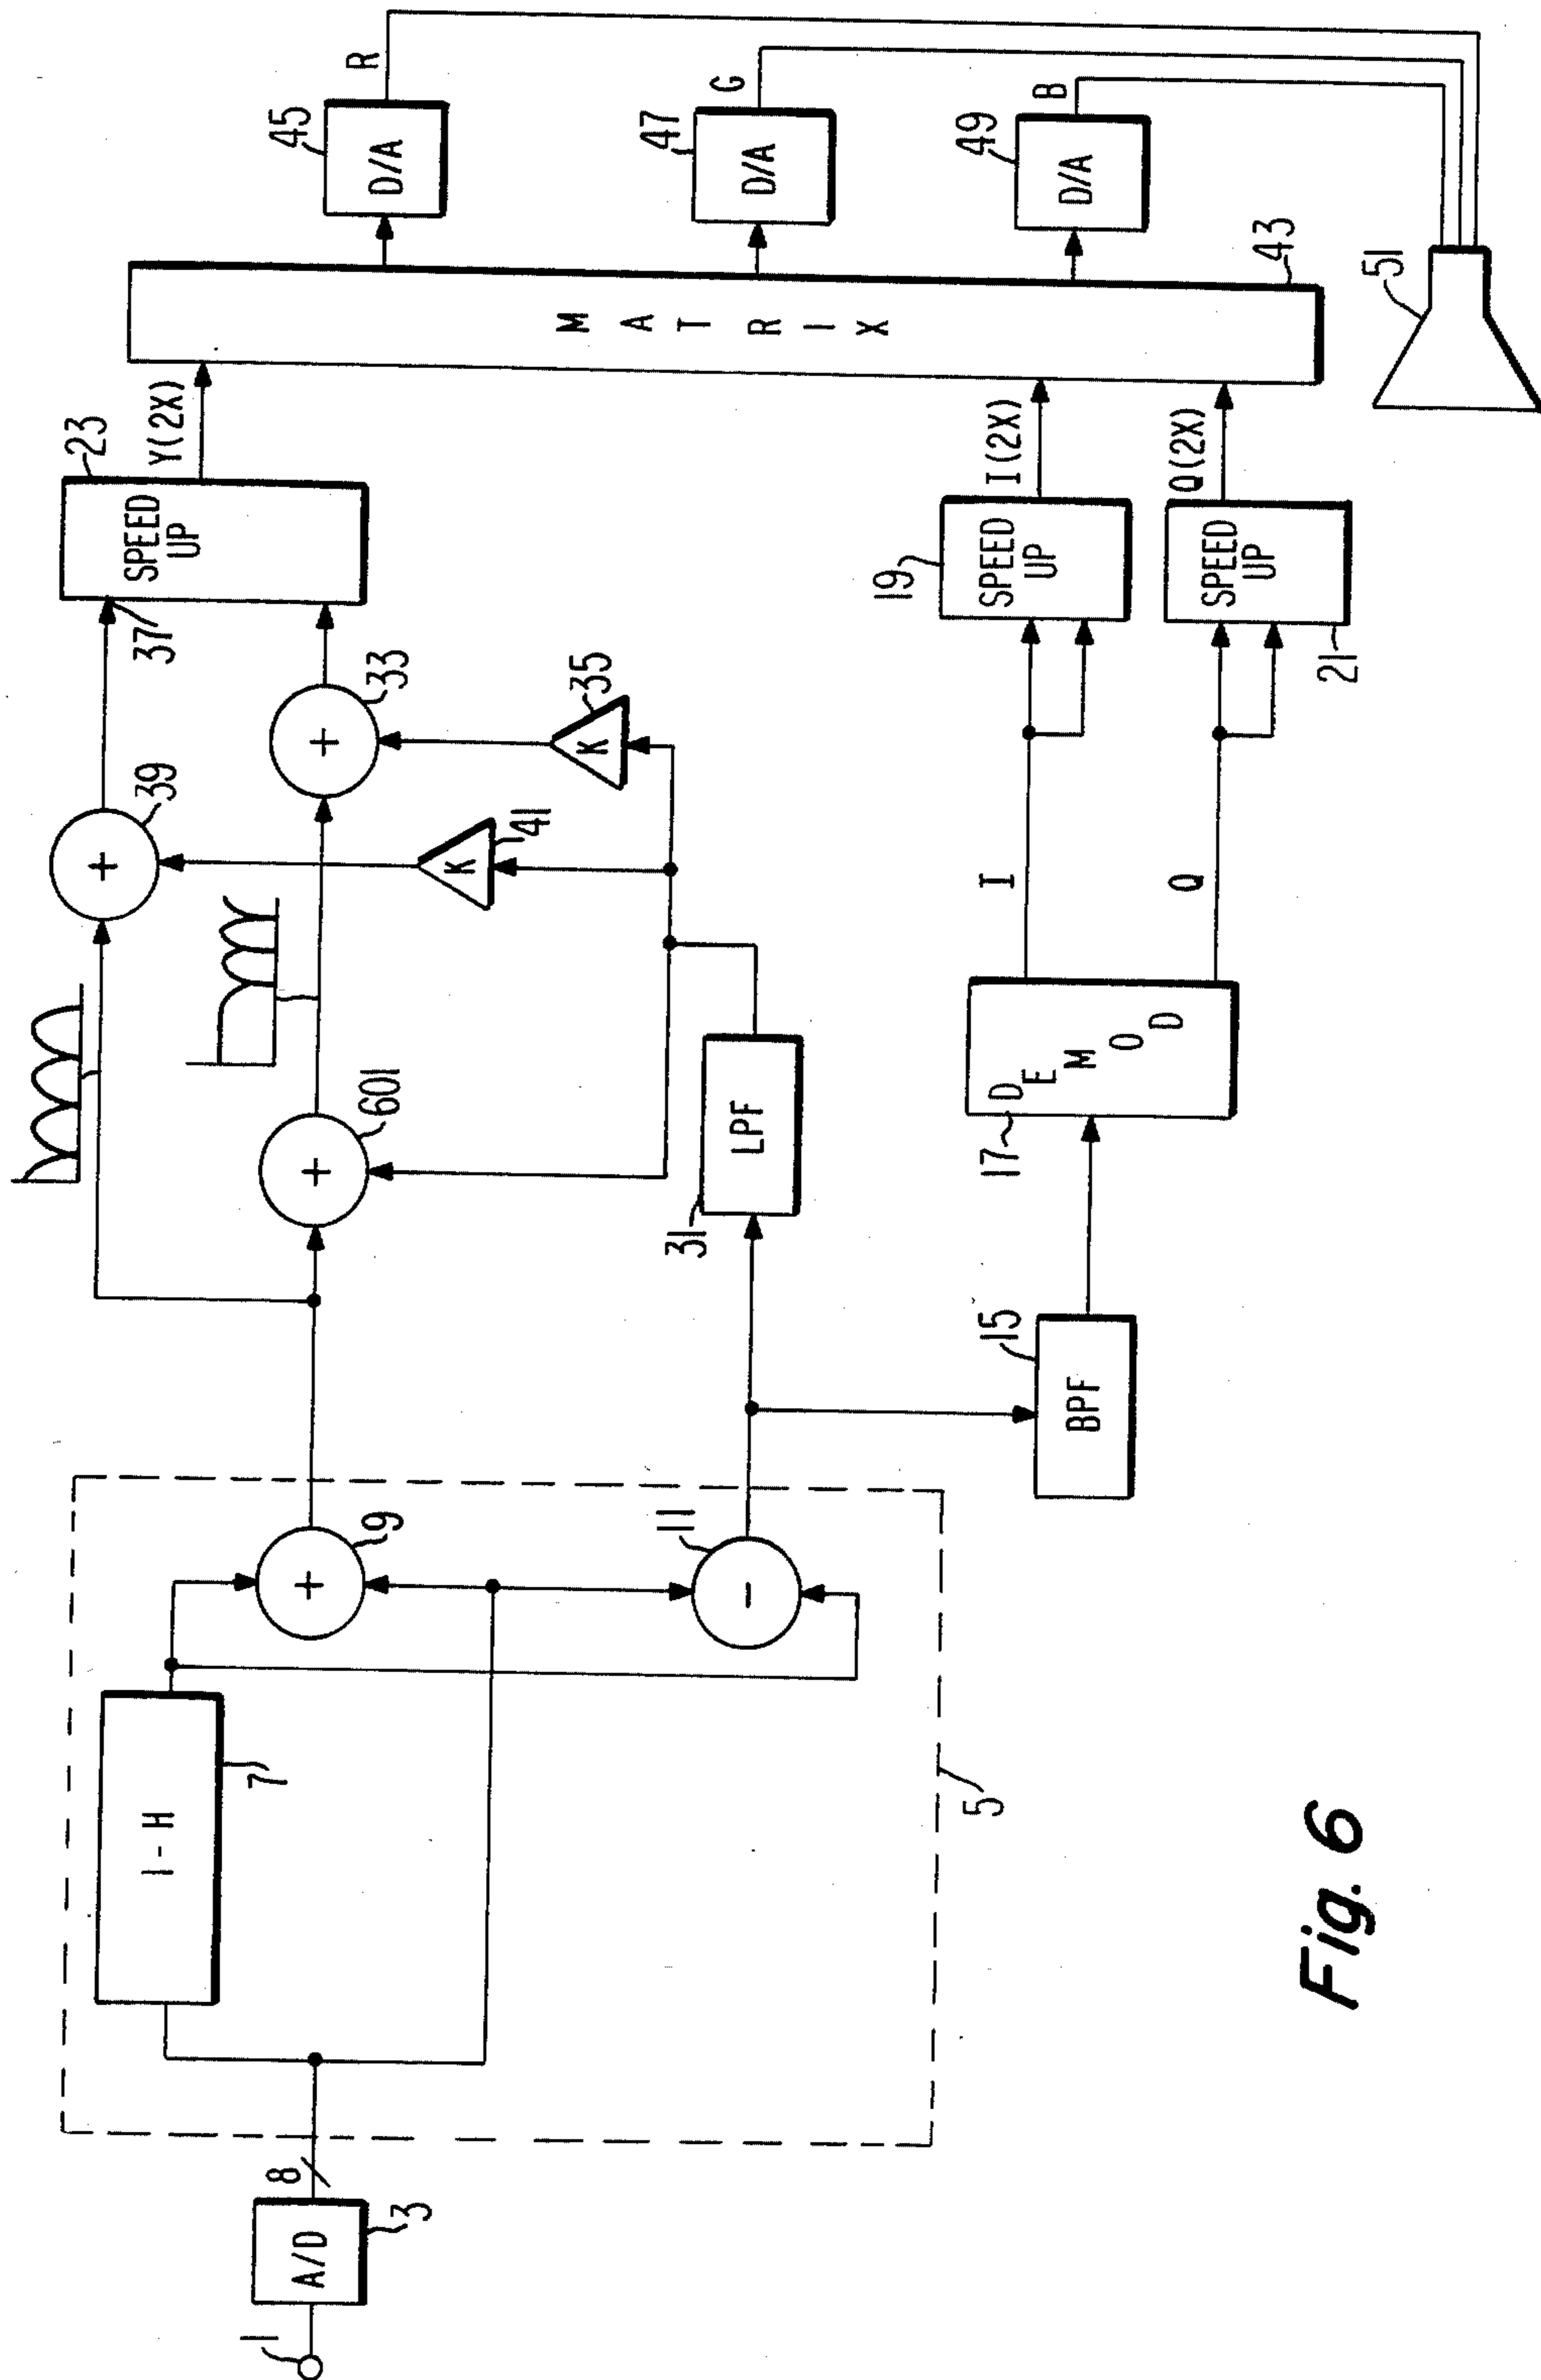 1
A/D
3
8
1-H
7
5
+
9
-
11
+
601
LPF
31
BPF
15
DEMOD
17
I
Q
+
39
K
41
+
33
K
35
37
SPEED
UP
23
Y(2X)
SPEED
UP
19
I(2X)
SPEED
UP
21
Q(2X)
MATRIX
43
D/A
45
R
D/A
47
G
D/A
49
B
51
Fig. 6